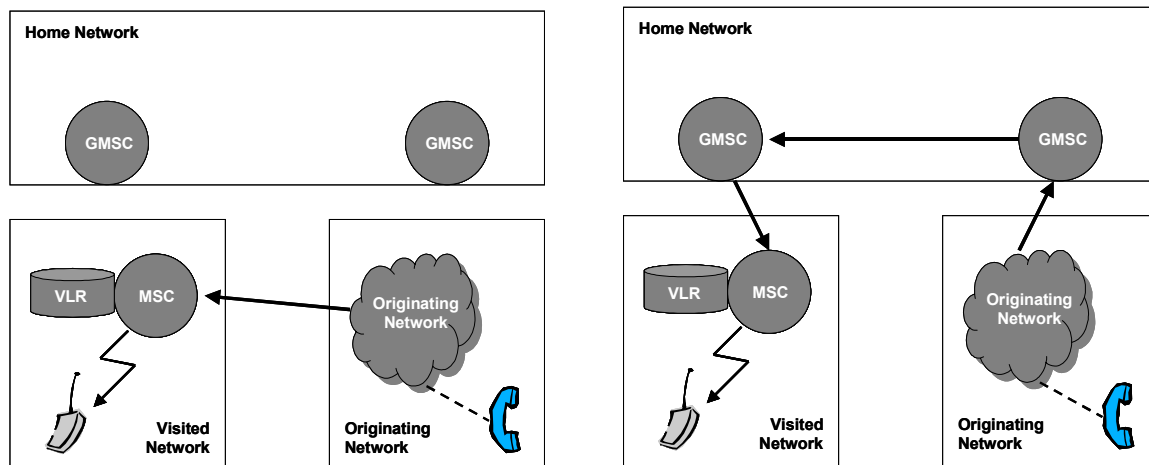 Home Network
GMSC
GMSC
VLR
MSC
Originating
Network
Visited
Network
Originating
Network
Home Network
GMSC
GMSC
VLR
MSC
Originating
Network
Visited
Network
Originating
Network